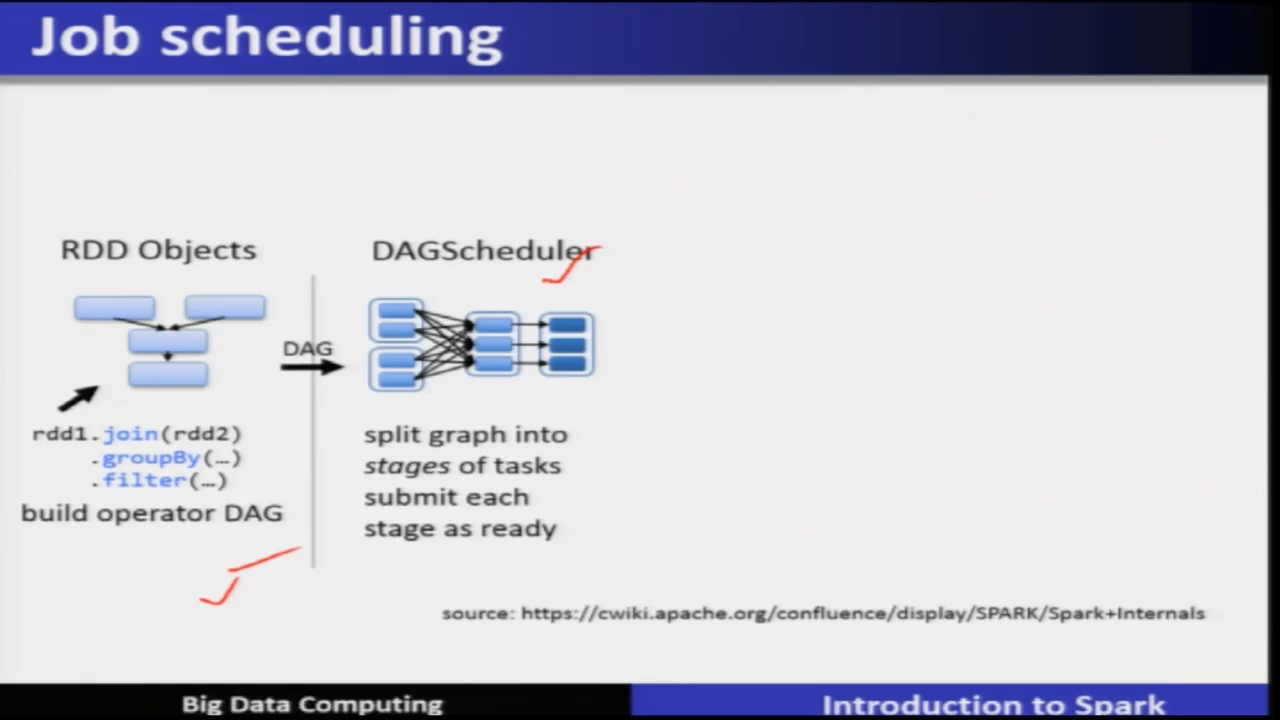 Job scheduling
RDD Objects
DAG
rdd1.join(rdd2)
.groupBy(…)
.filter(…)
build operator DAG
DAGScheduler
split graph into
stages of tasks
submit each
stage as ready
source: https://cwiki.apache.org/confluence/display/SPARK/Spark+Internals
Big Data Computing
Introduction to Spark